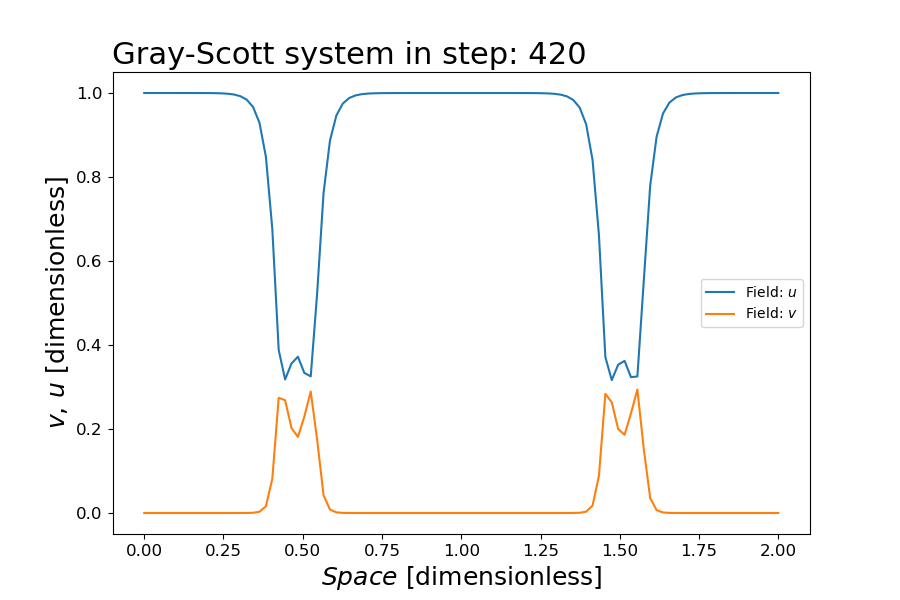 Gray-Scott system in step: 420
v, u [dimensionless]
1.0
0.8
0.6
0.4
0.2
0.0
Field: u
Field: v
0.00 0.25 0.50 0.75 1.00 1.25 1.50 1.75 2.00
Space [dimensionless]